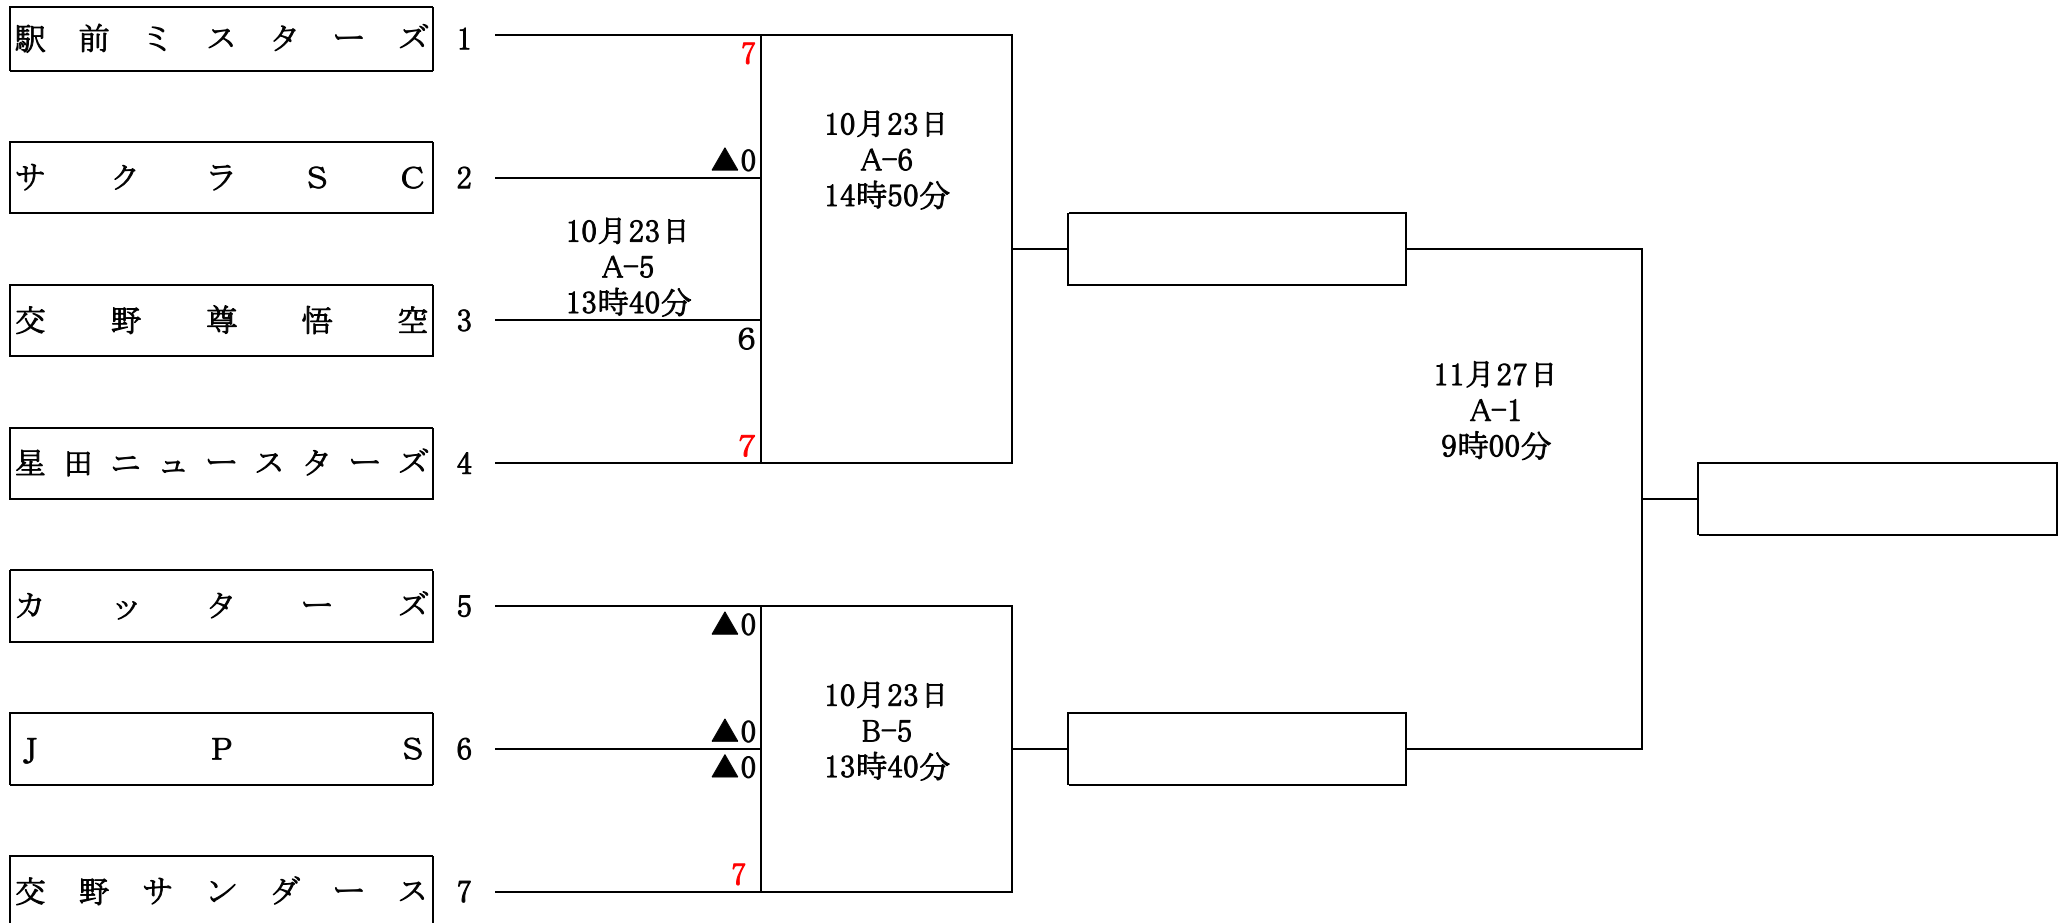 駅前ミスターズ 1
7
10月23日
A-6
14時50分
▲0
サクラSC 2
10月23日
A-5
13時40分
交野尊悟空 3
6
11月27日
A-1
9時00分
7
星田ニュースターズ 4
カッターズ 5
▲0
10月23日
B-5
13時40分
▲0
JPS 6
▲0
7
交野サンダース 7